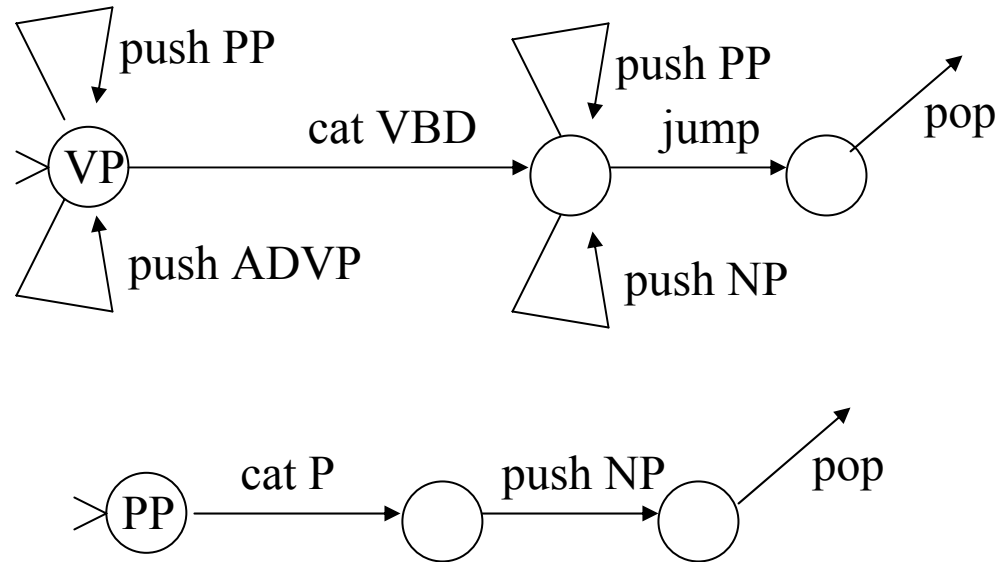 push PP
push PP
cat VBD
jump
pop
VP
push ADVP
push NP
cat P
push NP
pop
PP